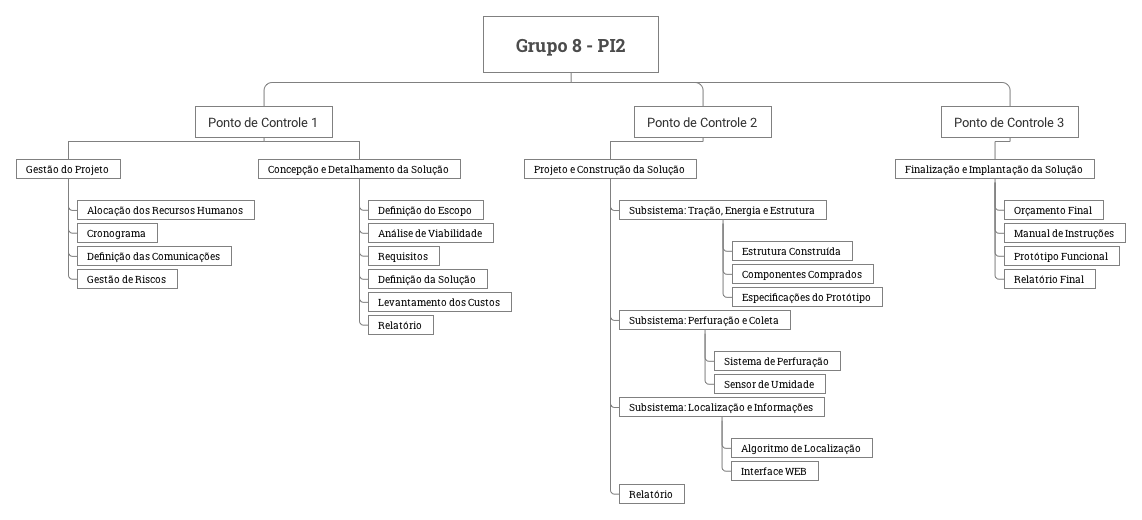 Grupo 8 - PI2
Ponto de Controle 1
Gestão do Projeto
Alocação dos Recursos Humanos
Cronograma
Definição das Comunicações
Gestão de Riscos
Concepção e Detalhamento da Solução
Definição do Escopo
Análise de Viabilidade
Requisitos
Definição da Solução
Levantamento dos Custos
Relatório
Ponto de Controle 2
Projeto e Construção da Solução
Subsistema: Tração, Energia e Estrutura
Estrutura Construída
Componentes Comprados
Especificações do Protótipo
Subsistema: Perfuração e Coleta
Sistema de Perfuração
Sensor de Umidade
Subsistema: Localização e Informações
Algoritmo de Localização
Interface WEB
Relatório
Ponto de Controle 3
Finalização e Implantação da Solução
Orçamento Final
Manual de Instruções
Protótipo Funcional
Relatório Final